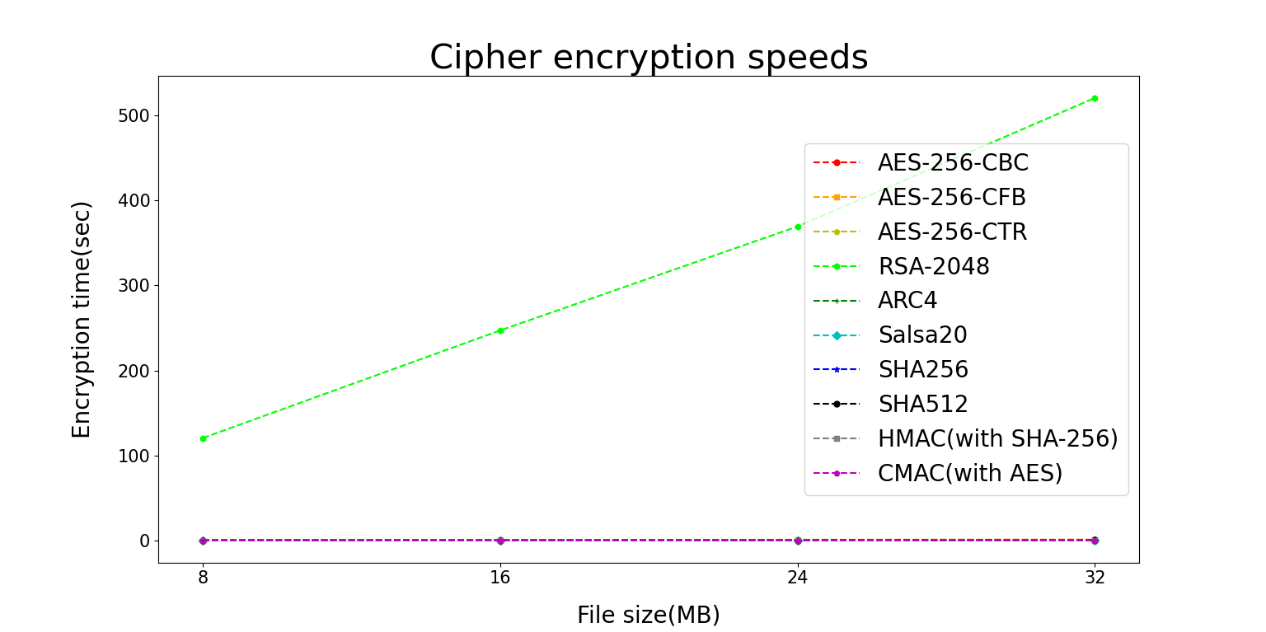 Cipher encryption speeds
Encryption time(sec)
500
400
300
200
100
0
AES-256-CBC
AES-256-CFB
AES-256-CTR
RSA-2048
ARC4
Salsa20
SHA256
SHA512
HMAC(with SHA-256)
CMAC(with AES)
8 16 24 32
File size(MB)